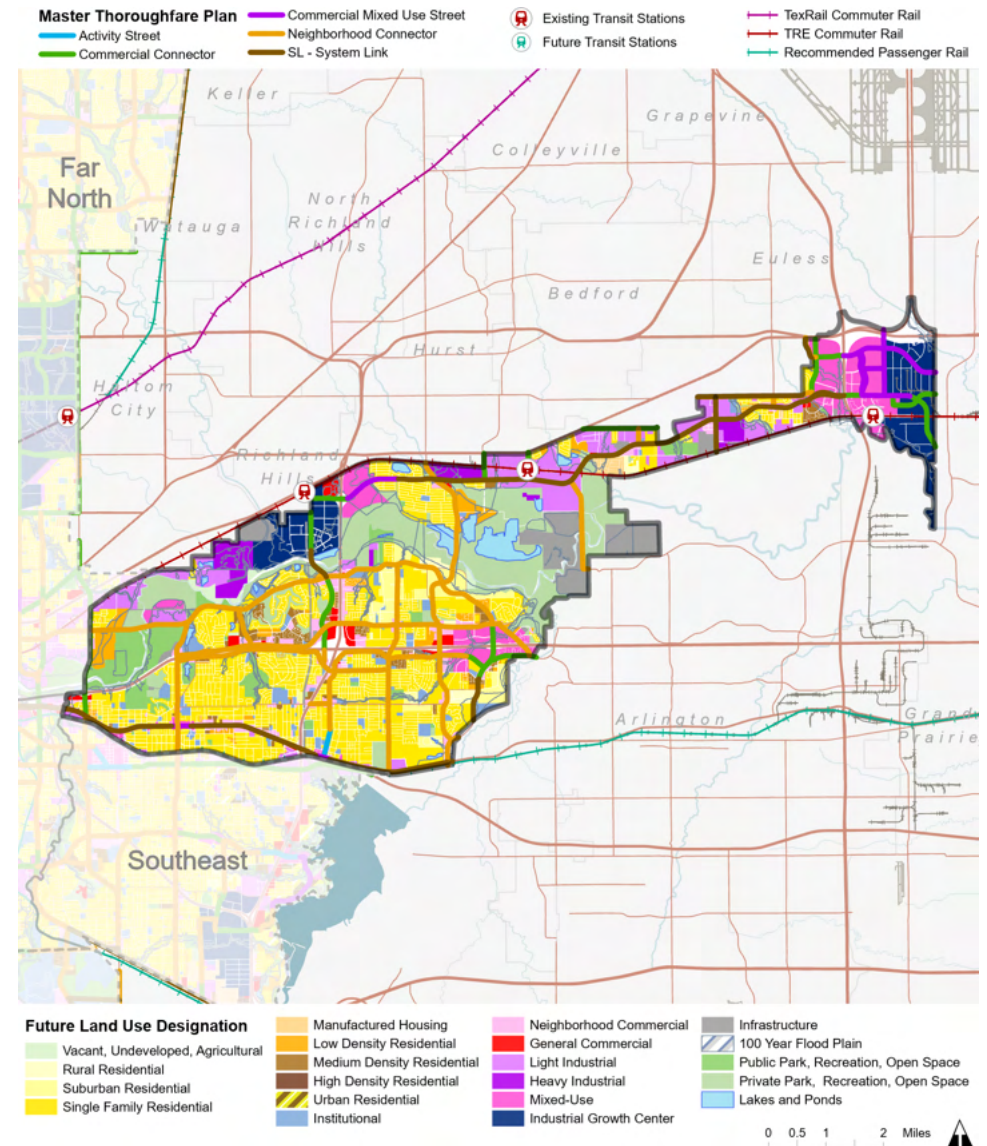 Master Thoroughfare Plan
Activity Street
Commercial Connector
Commercial Mixed Use Street
Neighborhood Connector
SL - System Link
Existing Transit Stations
Future Transit Stations
TexRail Commuter Rail
TRE Commuter Rail
Recommended Passenger Rail
Keller
Grapevine
Colleyville
Far
North
North
Richland
Hills
Watauga
Euless
Bedford
Hurst
Haltom
City
Richland
Hills
Arlington
Grand
Prairie
Southeast
Future Land Use Designation
Vacant, Undeveloped, Agricultural
Rural Residential
Suburban Residential
Single Family Residential
Manufactured Housing
Low Density Residential
Medium Density Residential
High Density Residential
Urban Residential
Institutional
Neighborhood Commercial
General Commercial
Light Industrial
Heavy Industrial
Mixed-Use
Industrial Growth Center
Infrastructure
100 Year Flood Plain
Public Park, Recreation, Open Space
Private Park, Recreation, Open Space
Lakes and Ponds
0 0.5 1 2 Miles